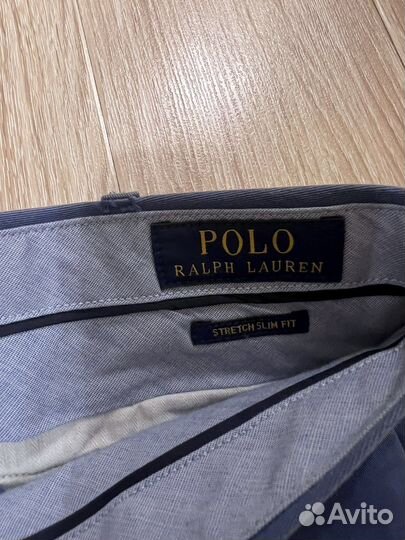 POLO
RALPH LAUREN
STRETCH SLIM FIT
Avito